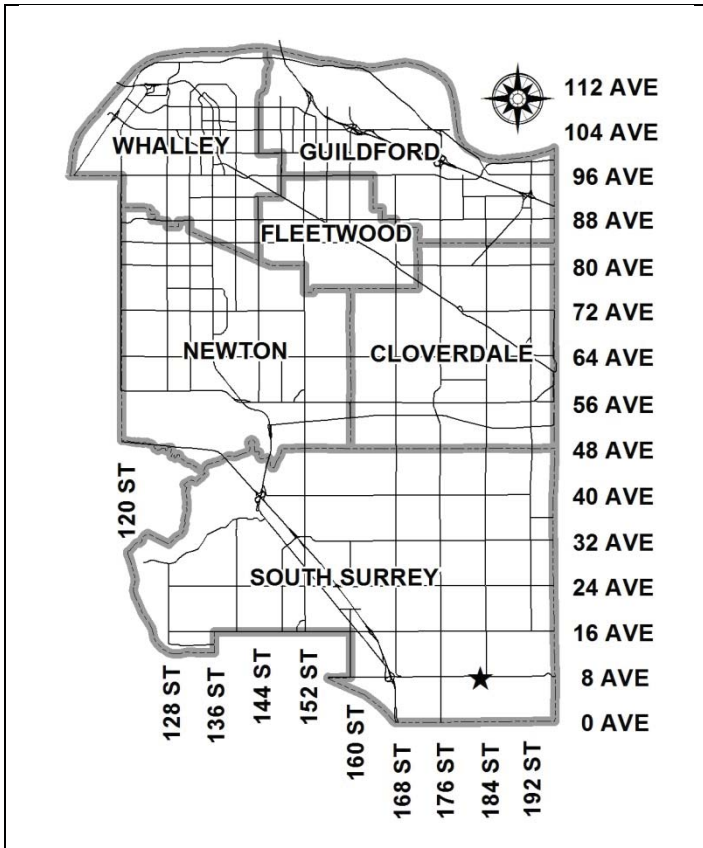 112 AVE
104 AVE
WHALLEY
GUILDFORD
96 AVE
88 AVE
FLEETWOOD
80 AVE
72 AVE
NEWTON
CLOVERDALE
64 AVE
56 AVE
48 AVE
120 ST
40 AVE
32 AVE
SOUTH SURREY
24 AVE
16 AVE
8 AVE
0 AVE
128 ST
136 ST
144 ST
152 ST
160 ST
168 ST
176 ST
184 ST
192 ST